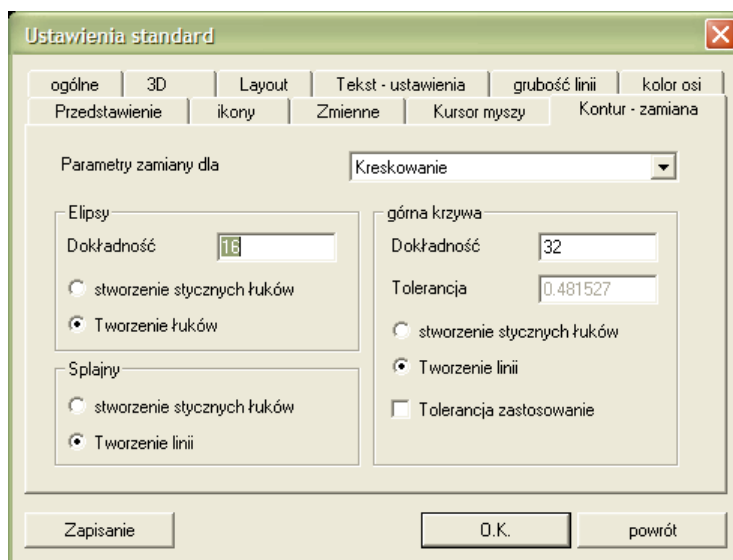 Ustawienia standard
ogólne 3D Layout Tekst - ustawienia grubość linii kolor osi
Przedstawienie ikony Zmienne Kursor myszy Kontur - zamiana
Parametry zamiany dla Kreskowanie
Elipsy
Dokładność 16
stworzenie stycznych łuków
Tworzenie łuków
Splajny
stworzenie stycznych łuków
Tworzenie linii
górna krzywa
Dokładność 32
Tolerancja 0.481527
stworzenie stycznych łuków
Tworzenie linii
Tolerancja zastosowanie
Zapisanie O.K. powrót